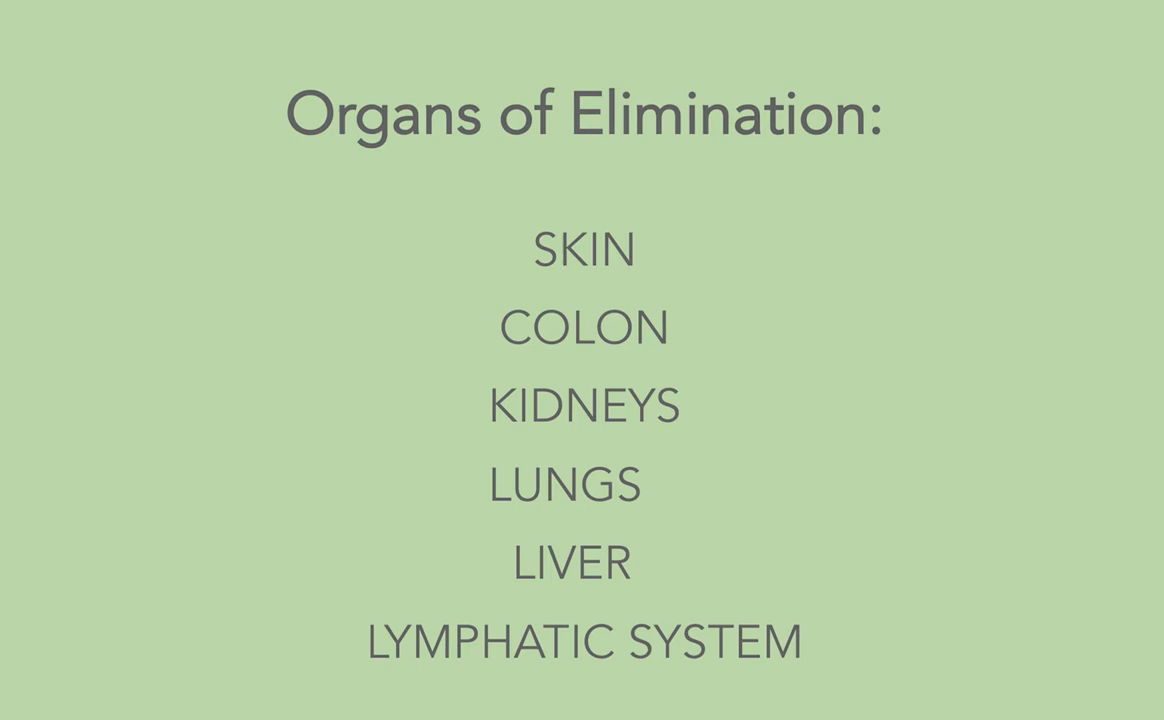 Organs of Elimination:
SKIN
COLON
KIDNEYS
LUNGS
LIVER
LYMPHATIC SYSTEM